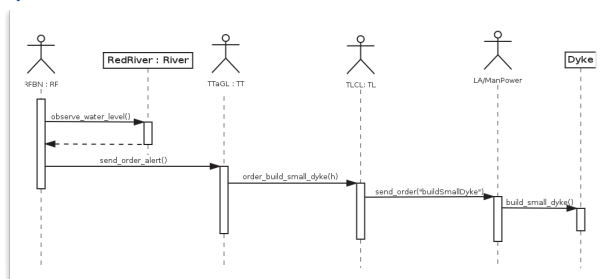 RedRiver : River
Dyke
RFBN : RF
TTaGL : TT
TLCL: TL
LA/ManPower
observe_water_level()
send_order_alert()
order_build_small_dyke(h)
send_order("buildSmallDyke")
build_small_dyke()